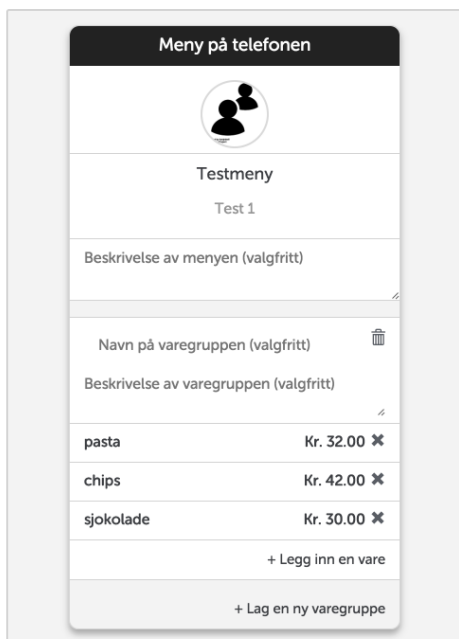 Meny på telefonen
Testmeny
Test 1
Beskrivelse av menyen (valgfritt)
Navn på varegruppen (valgfritt)
Beskrivelse av varegruppen (valgfritt)
pasta Kr. 32.00 ✖
chips Kr. 42.00 ✖
sjokolade Kr. 30.00 ✖
+ Legg inn en vare
+ Lag en ny varegruppe